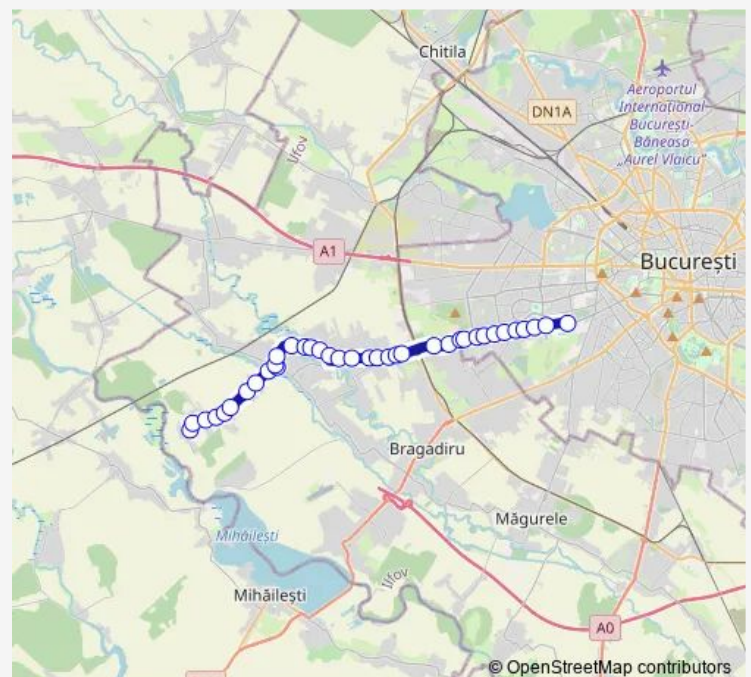 Chitila
Aeroportul
Internațional
București-
Băneasa
„Aurel Vlaicu”
DN1A
Ilfov
A1
București
Bragadiru
Măgurele
Mihăilești
Ilfov
Mihăilești
A0
© OpenStreetMap contributors